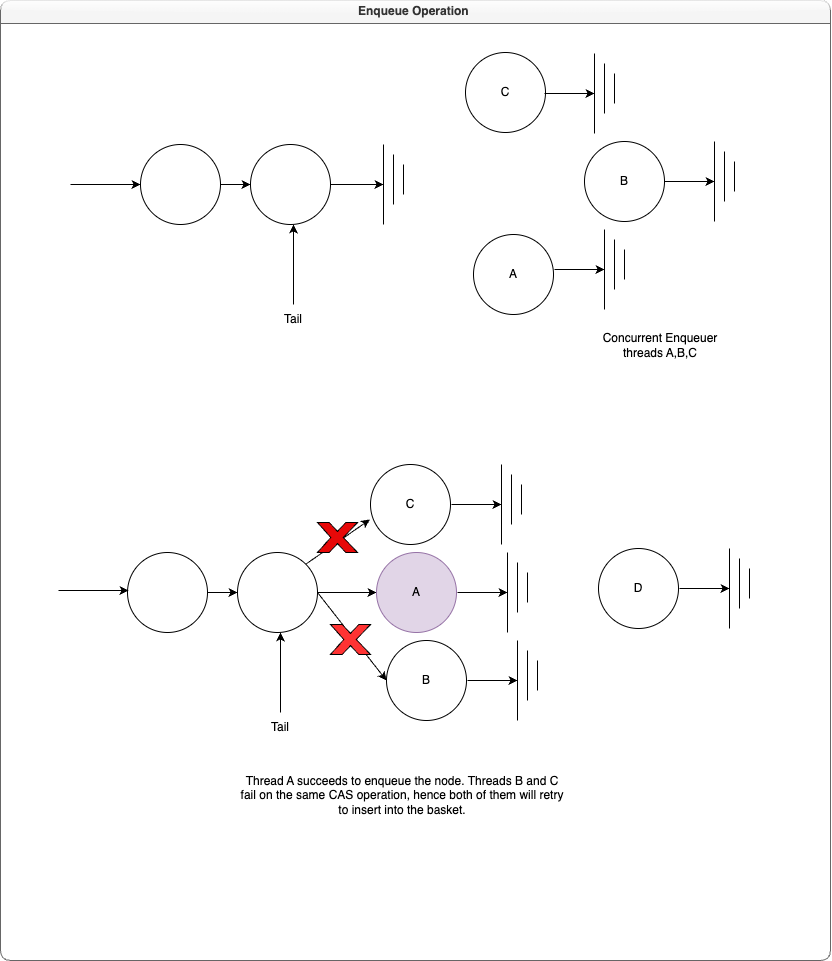 Enqueue Operation
C
B
A
Tail
Concurrent Enqueuer
threads A,B,C
C
A
D
B
Tail
Thread A succeeds to enqueue the node. Threads B and C
fail on the same CAS operation, hence both of them will retry
to insert into the basket.